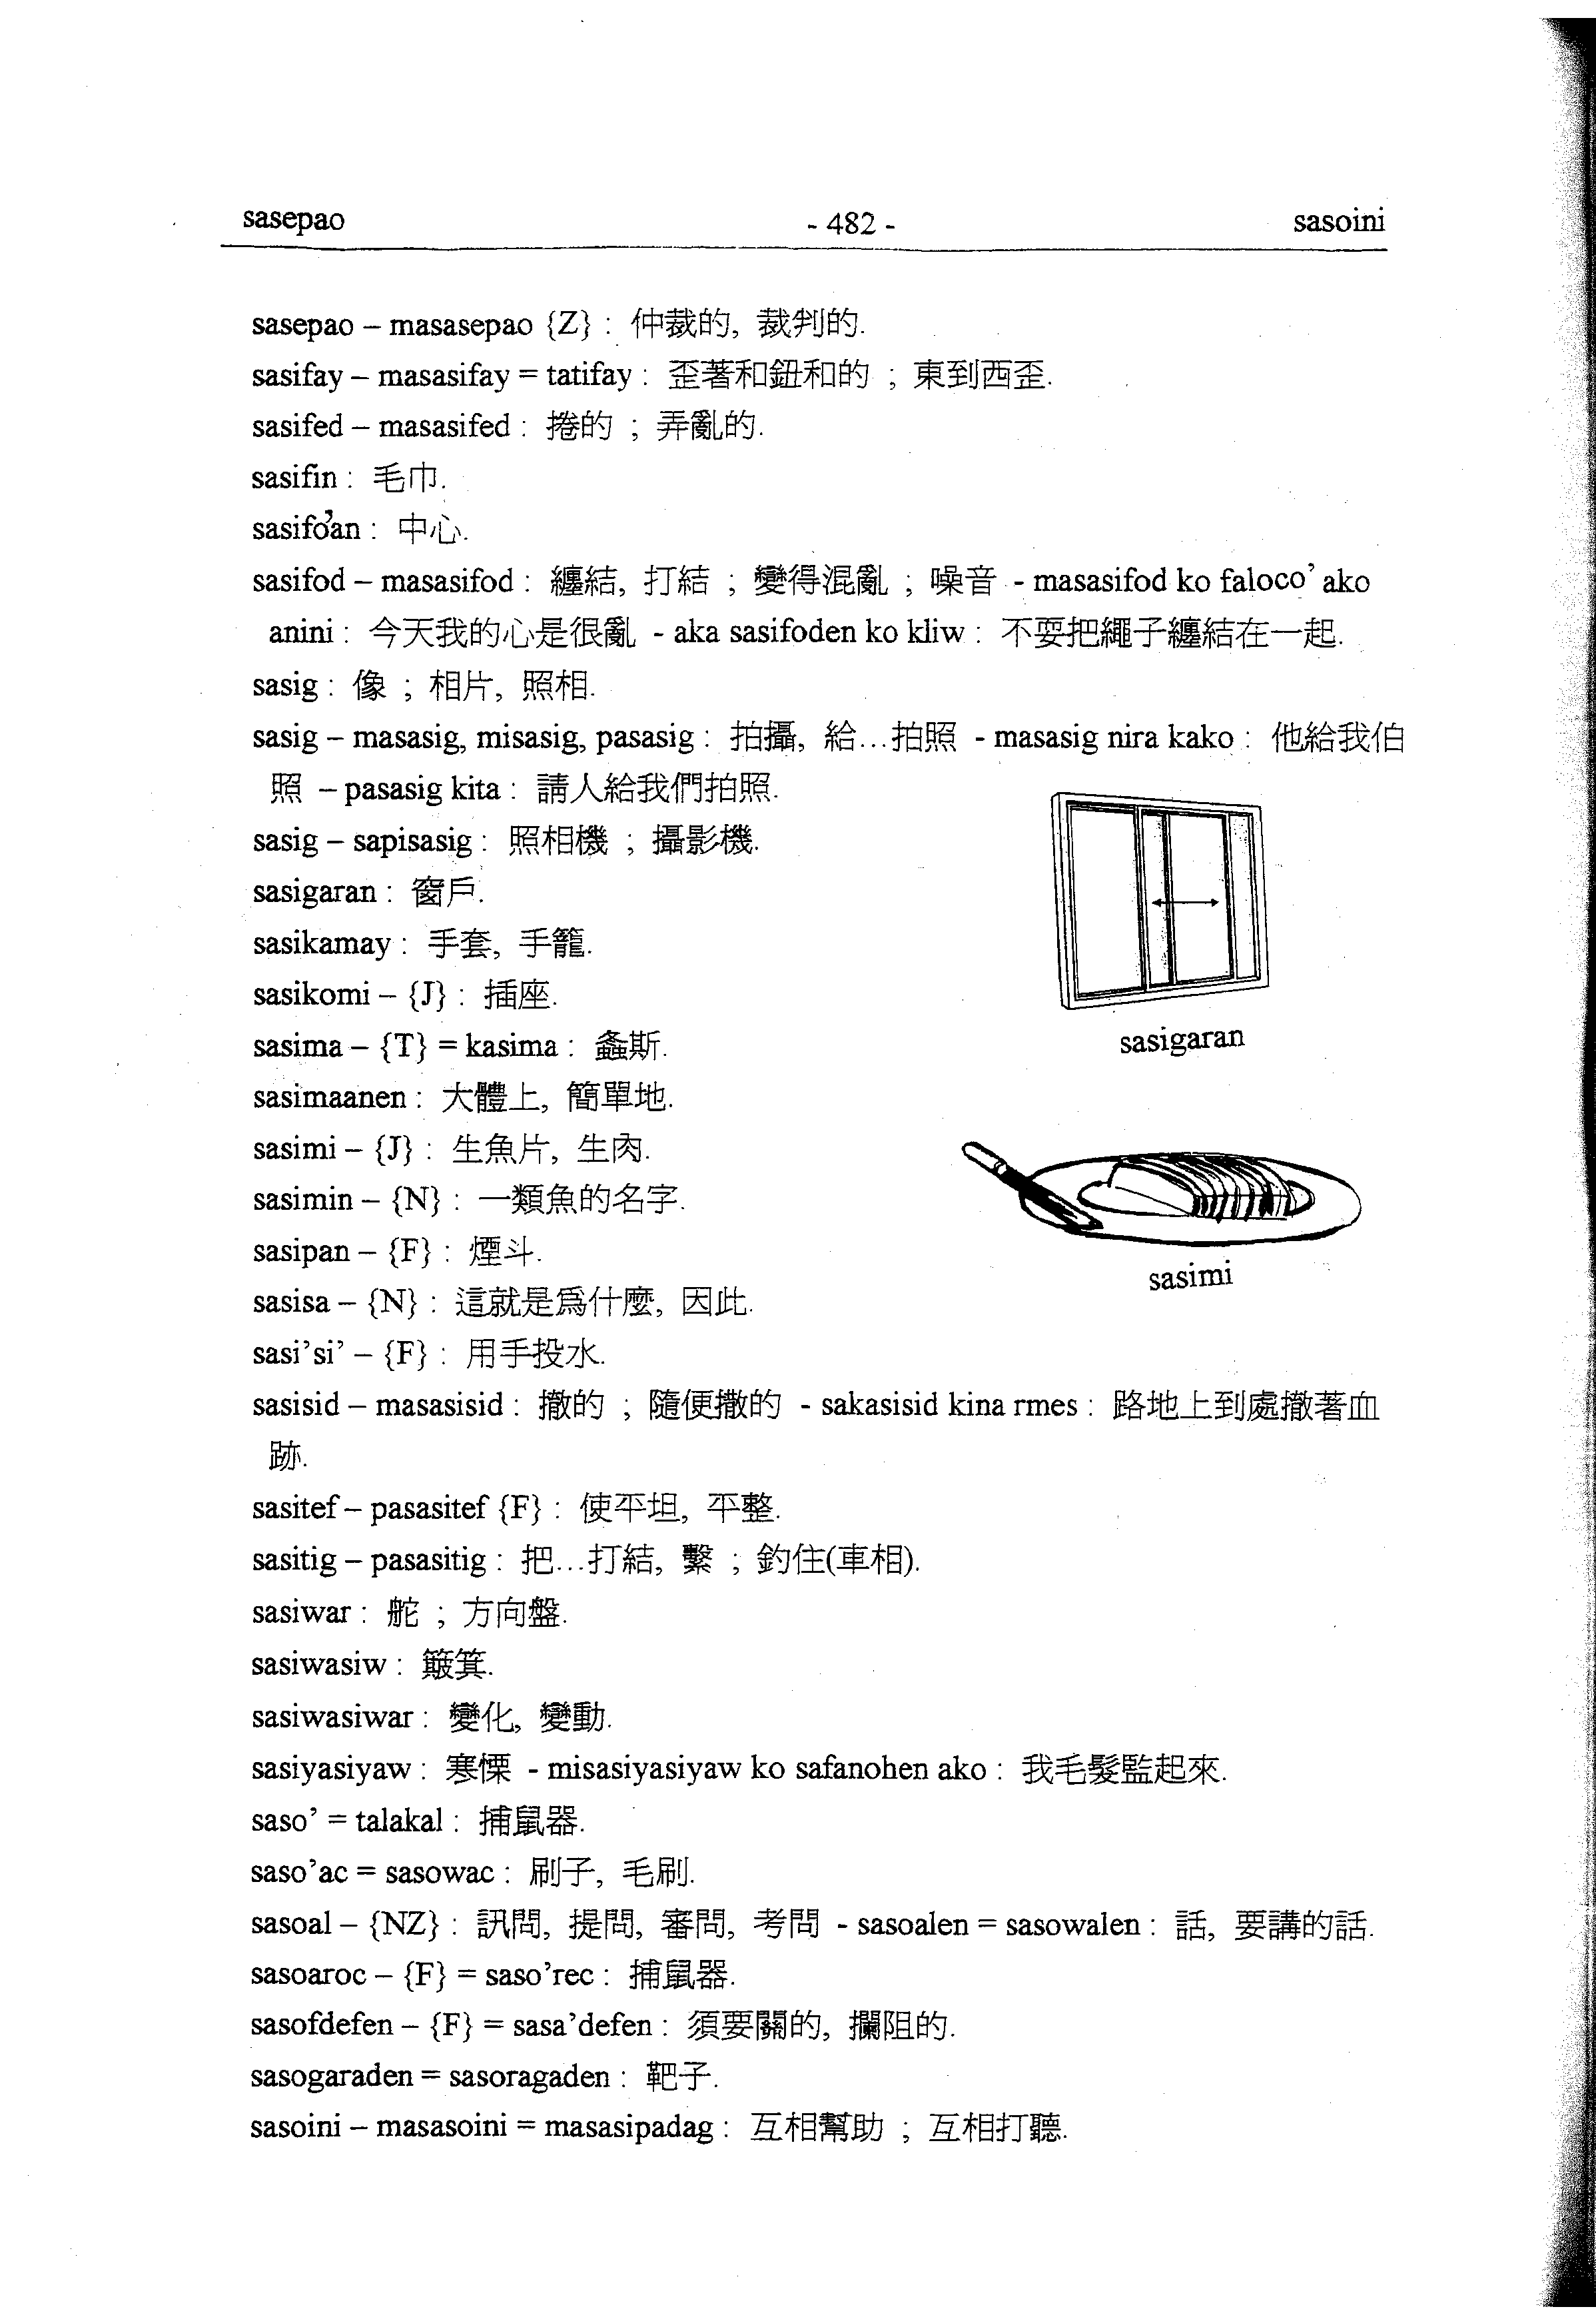 sasepao - 482 - sasoini
sasepao – masasepao {Z} : 仲裁的, 裁判的.
sasifay – masasifay = tatifay : 歪著和鈕和的 ; 東到西歪.
sasifed – masasifed : 捲的 ; 弄亂的.
sasifin : 毛巾.
sasifo'an : 中心.
sasifod – masasifod : 纏結, 打結 ; 變得混亂 ; 噪音 - masasifod ko faloco' ako
anini : 今天我的心是很亂 - aka sasifoden ko kliw : 不耍把繩子纏結在一起.
sasig : 像 ; 相片, 照相.
sasig – masasig, misasig, pasasig : 拍攝, 給…拍照 - masasig nira kako : 他給我伯
照 – pasasig kita : 請人給我們拍照.
sasig – sapisasig : 照相機 ; 攝影機.
sasigaran : 窗戶.
sasikamay : 手套, 手籠.
sasikomi – {J} : 插座.
sasima – {T} = kasima : 螽斯.
sasigaran
sasimaanen : 大體上, 簡單地.
sasimi – {J} : 生魚片, 生肉.
sasimin – {N} : 一類魚的名字.
sasipan – {F} : 煙斗.
sasimi
sasisa – {N} : 這就是爲什麼, 因此.
sasi'si' – {F} : 用手投水.
sasisid – masasisid : 撒的 ; 隨便撒的 - sakasisid kina rmes : 路地上到處撒著血
跡.
sasitef – pasasitef {F} : 使平坦, 平整.
sasitig – pasasitig : 把…打結, 繫 ; 釣住(車相).
sasiwar : 舵 ; 方向盤.
sasiwasiw : 簸箕.
sasiwasiwar : 變化, 變動.
sasiyasiyaw : 寒慄 - misasiyasiyaw ko safanohen ako : 我毛髮監起來.
saso' = talakal : 捕鼠器.
saso'ac = sasowac : 刷子, 毛刷.
sasoal – {NZ} : 訊問, 提問, 審問, 考問 - sasoalen = sasowalen : 話, 要講的話.
sasoaroc – {F} = saso'rec : 捕鼠器.
sasofdefen – {F} = sasa'defen : 須要關的, 攔阻的.
sasogaraden = sasoragaden : 靶子.
sasoini – masasoini = masasipadag : 互相幫助 ; 互相打聽.